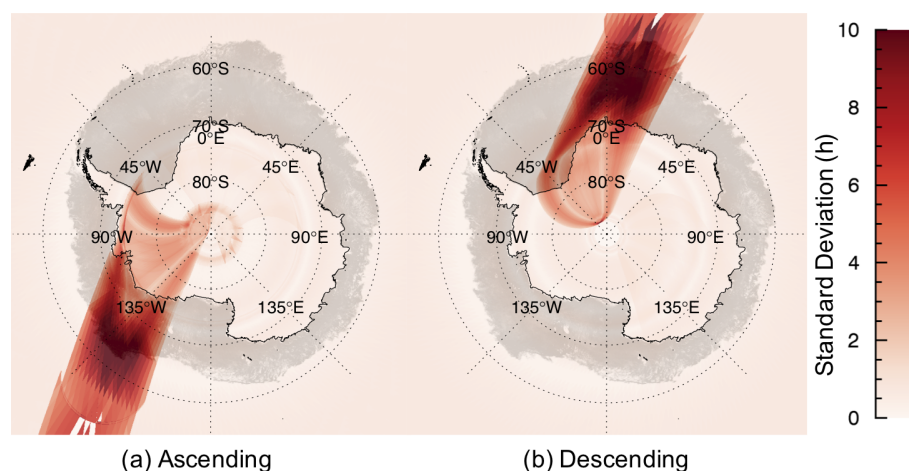 60°S
70°S
0°E
45°W
45°E
80°S
90°W
90°E
135°W
135°E
(a) Ascending
60°S
70°S
0°E
45°W
45°E
80°S
90°W
90°E
135°W
135°E
(b) Descending
10
8
6
4
2
0
Standard Deviation (h)